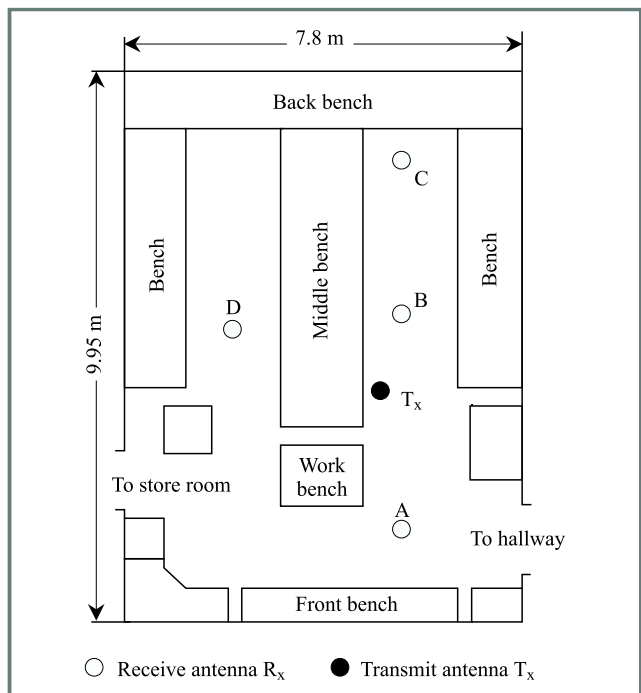 7.8 m
Back bench
C
Bench
Middle bench
Bench
B
D
9.95 m
Tₓ
Work
bench
To store room
A
To hallway
Front bench
Receive antenna Rₓ
Transmit antenna Tₓ